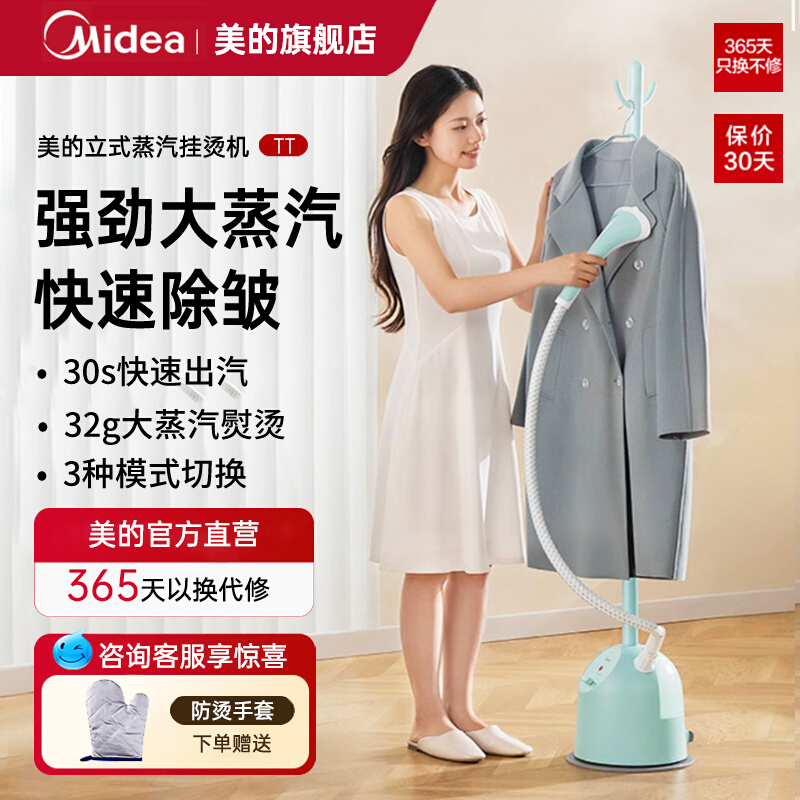 Midea 美的旗舰店
365天
只换不修
保价
30天
美的立式蒸汽挂烫机 TT
强劲大蒸汽
快速除皱
• 30s快速出汽
• 32g大蒸汽熨烫
• 3种模式切换
美的官方直营
365天以换代修
咨询客服享惊喜
防烫手套
下单赠送